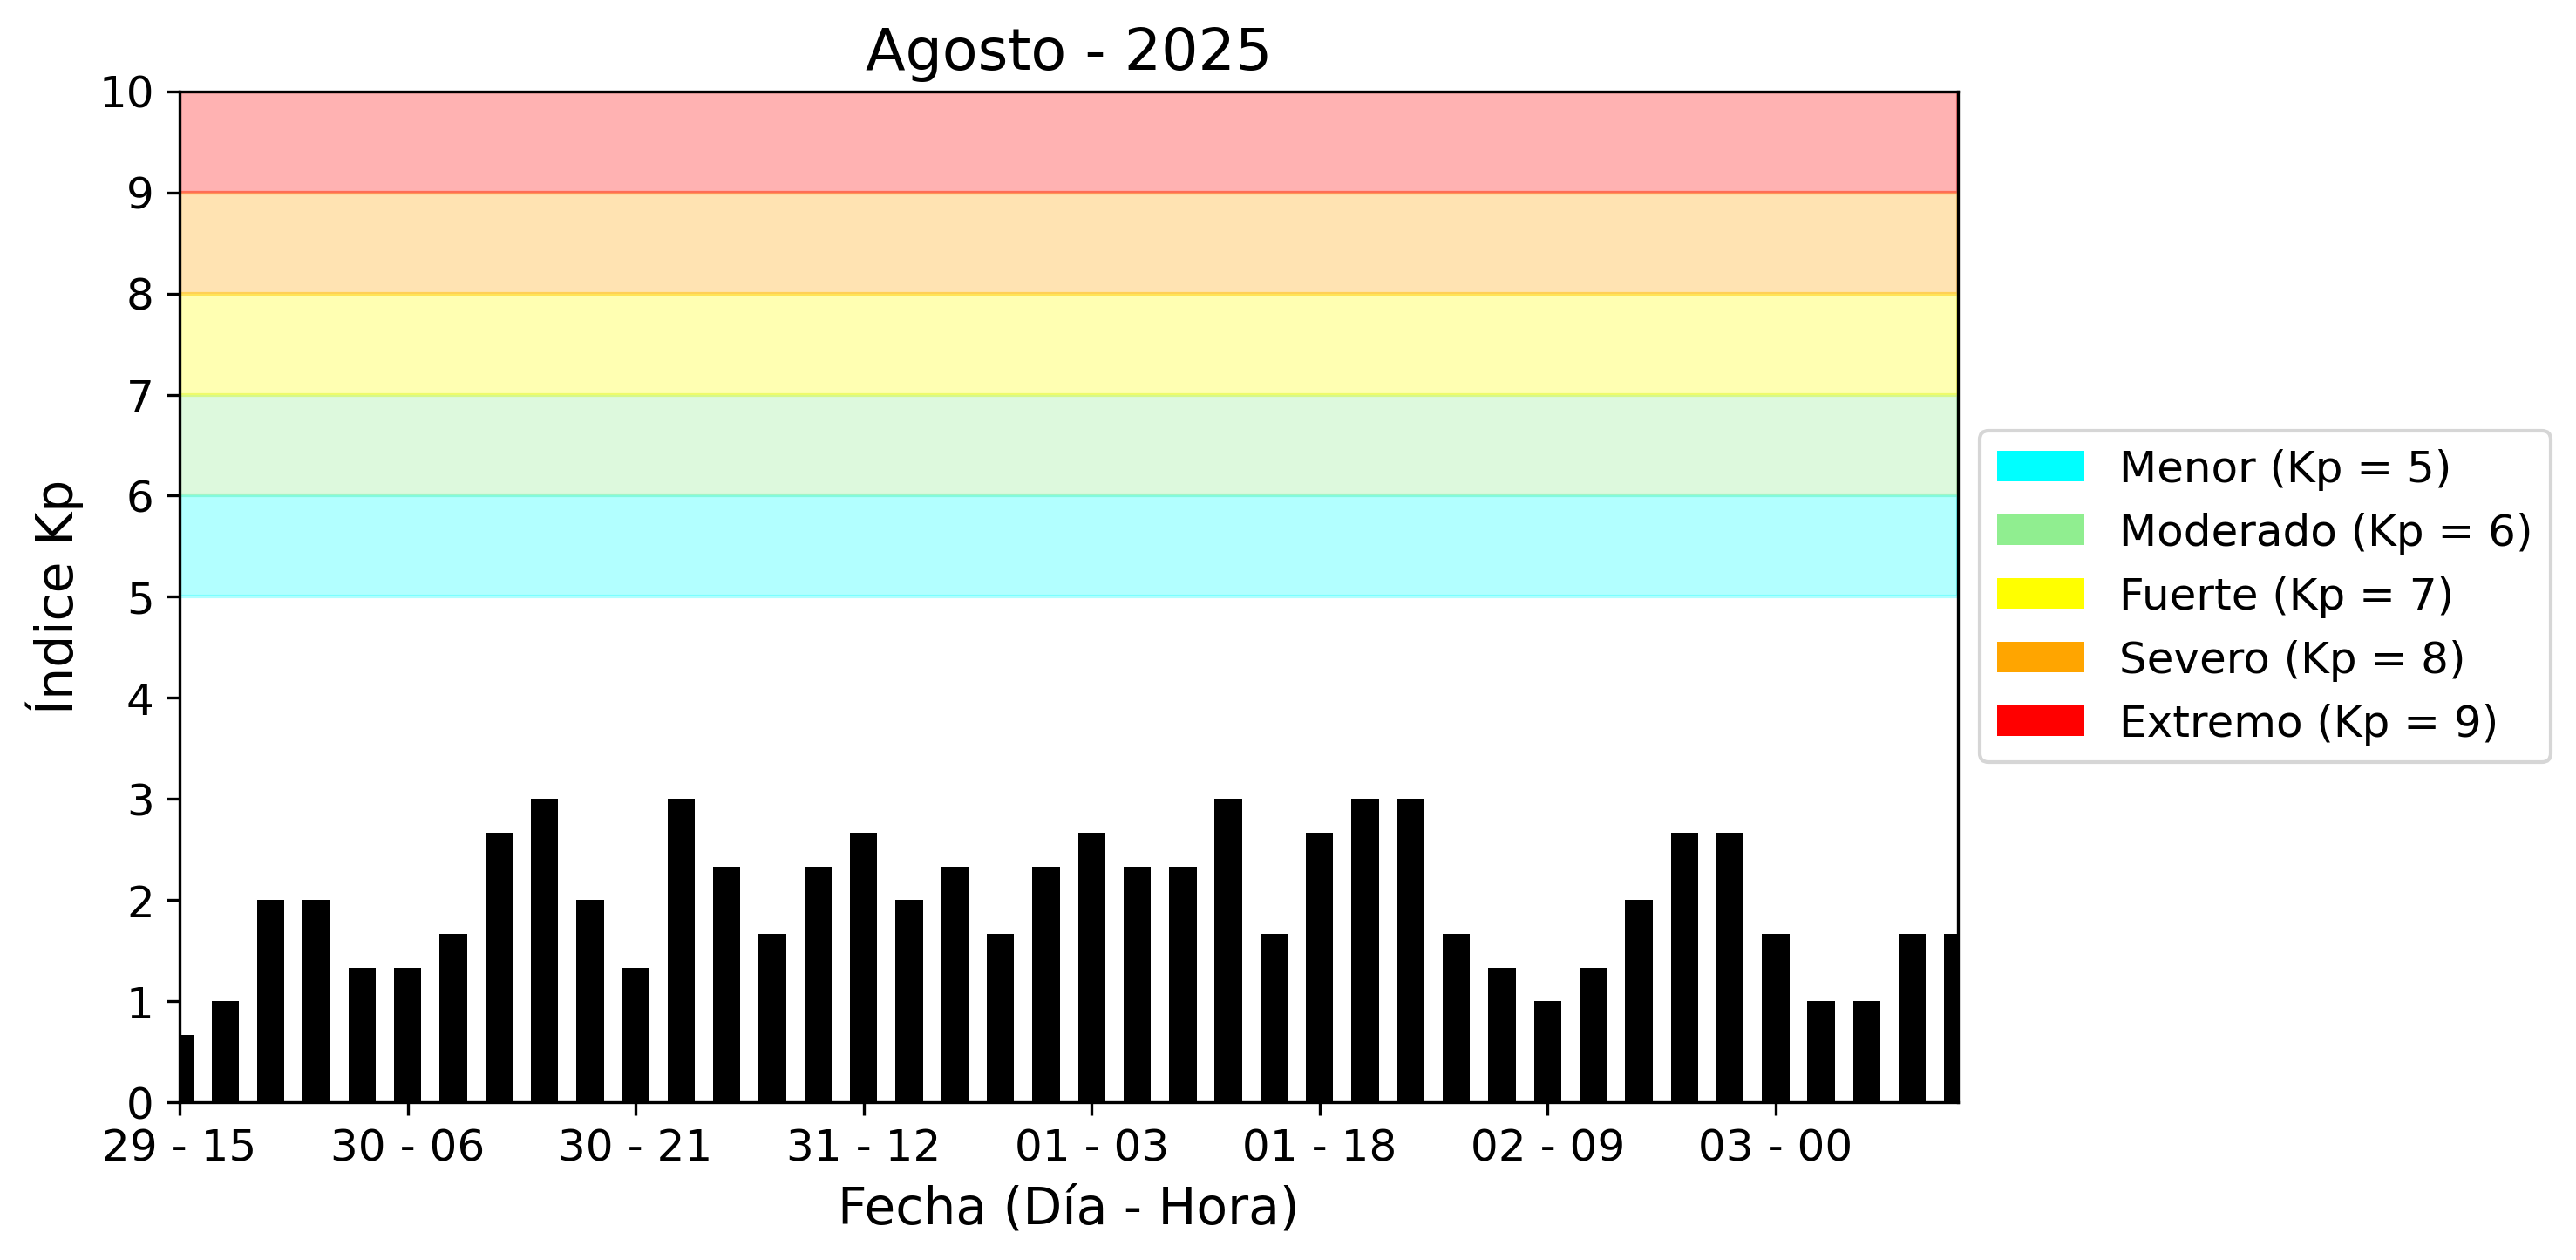 Agosto - 2025
10
9
8
7
6
5
4
3
2
1
0
Índice Kp
29 - 15
30 - 06
30 - 21
31 - 12
01 - 03
01 - 18
02 - 09
03 - 00
Fecha (Día - Hora)
Menor (Kp = 5)
Moderado (Kp = 6)
Fuerte (Kp = 7)
Severo (Kp = 8)
Extremo (Kp = 9)